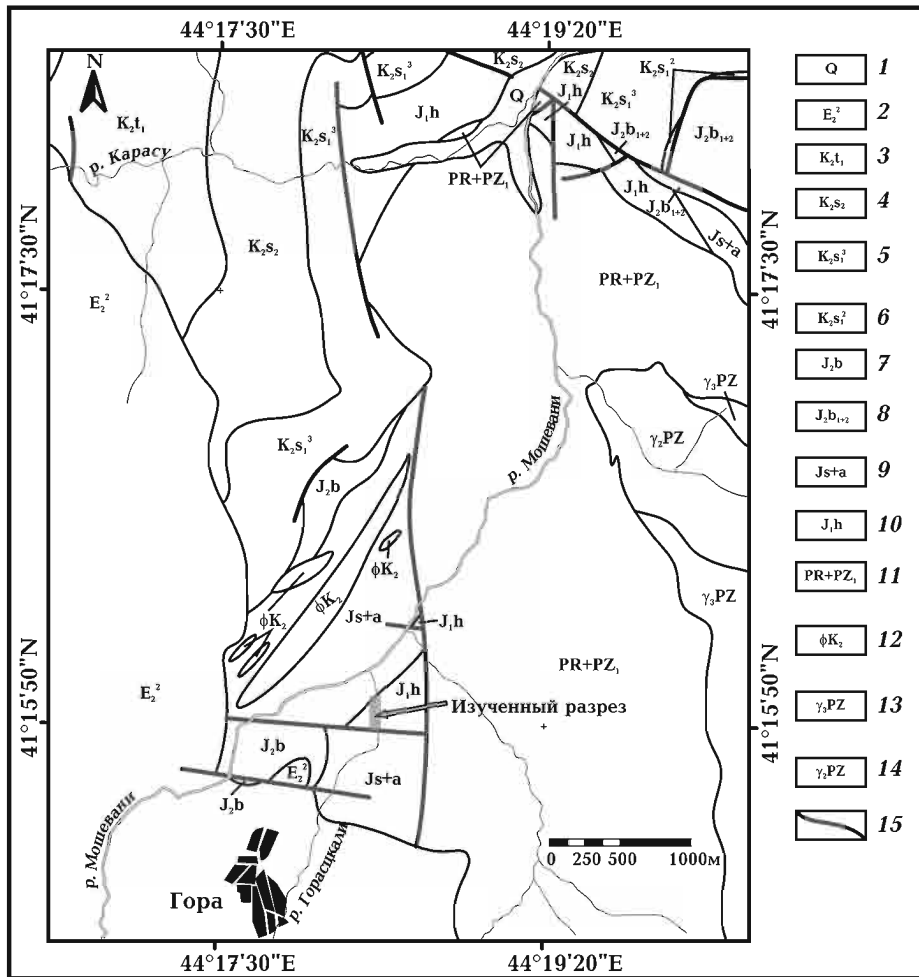 44°17'30"E
44°19'20"E
N
K₂t₁
K₂s₁³
K₂s₁³
K₂s₂
K₂s₂
K₂s₁²
Q
K₂s₁³
J₁h
J₁h
J₂b₁₊₂
J₂b₁₊₂
J₁h
р. Карасу
PR+PZ₁
J₁h
J₂b₁₊₂
Js+a
K₂s₂
41°17'30"N
E₂²
PR+PZ₁
41°17'30"N
γ₃PZ
γ₂PZ
K₂s₁³
р. Мошевани
J₂b
ϕK₂
γ₃PZ
ϕK₂
ϕK₂
Js+a
J₁h
E₂²
PR+PZ₁
41°15'50"N
J₁h
Изученный разрез
41°15'50"N
J₂b
E₂²
Js+a
J₂b
р. Мошевани
р. Горасцкали
Гора
0 250 500 1000м
44°17'30"E
44°19'20"E
Q 1
E₂² 2
K₂t₁ 3
K₂s₂ 4
K₂s₁³ 5
K₂s₁² 6
J₂b 7
J₂b₁₊₂ 8
Js+a 9
J₁h 10
PR+PZ₁ 11
ϕK₂ 12
γ₃PZ 13
γ₂PZ 14
15